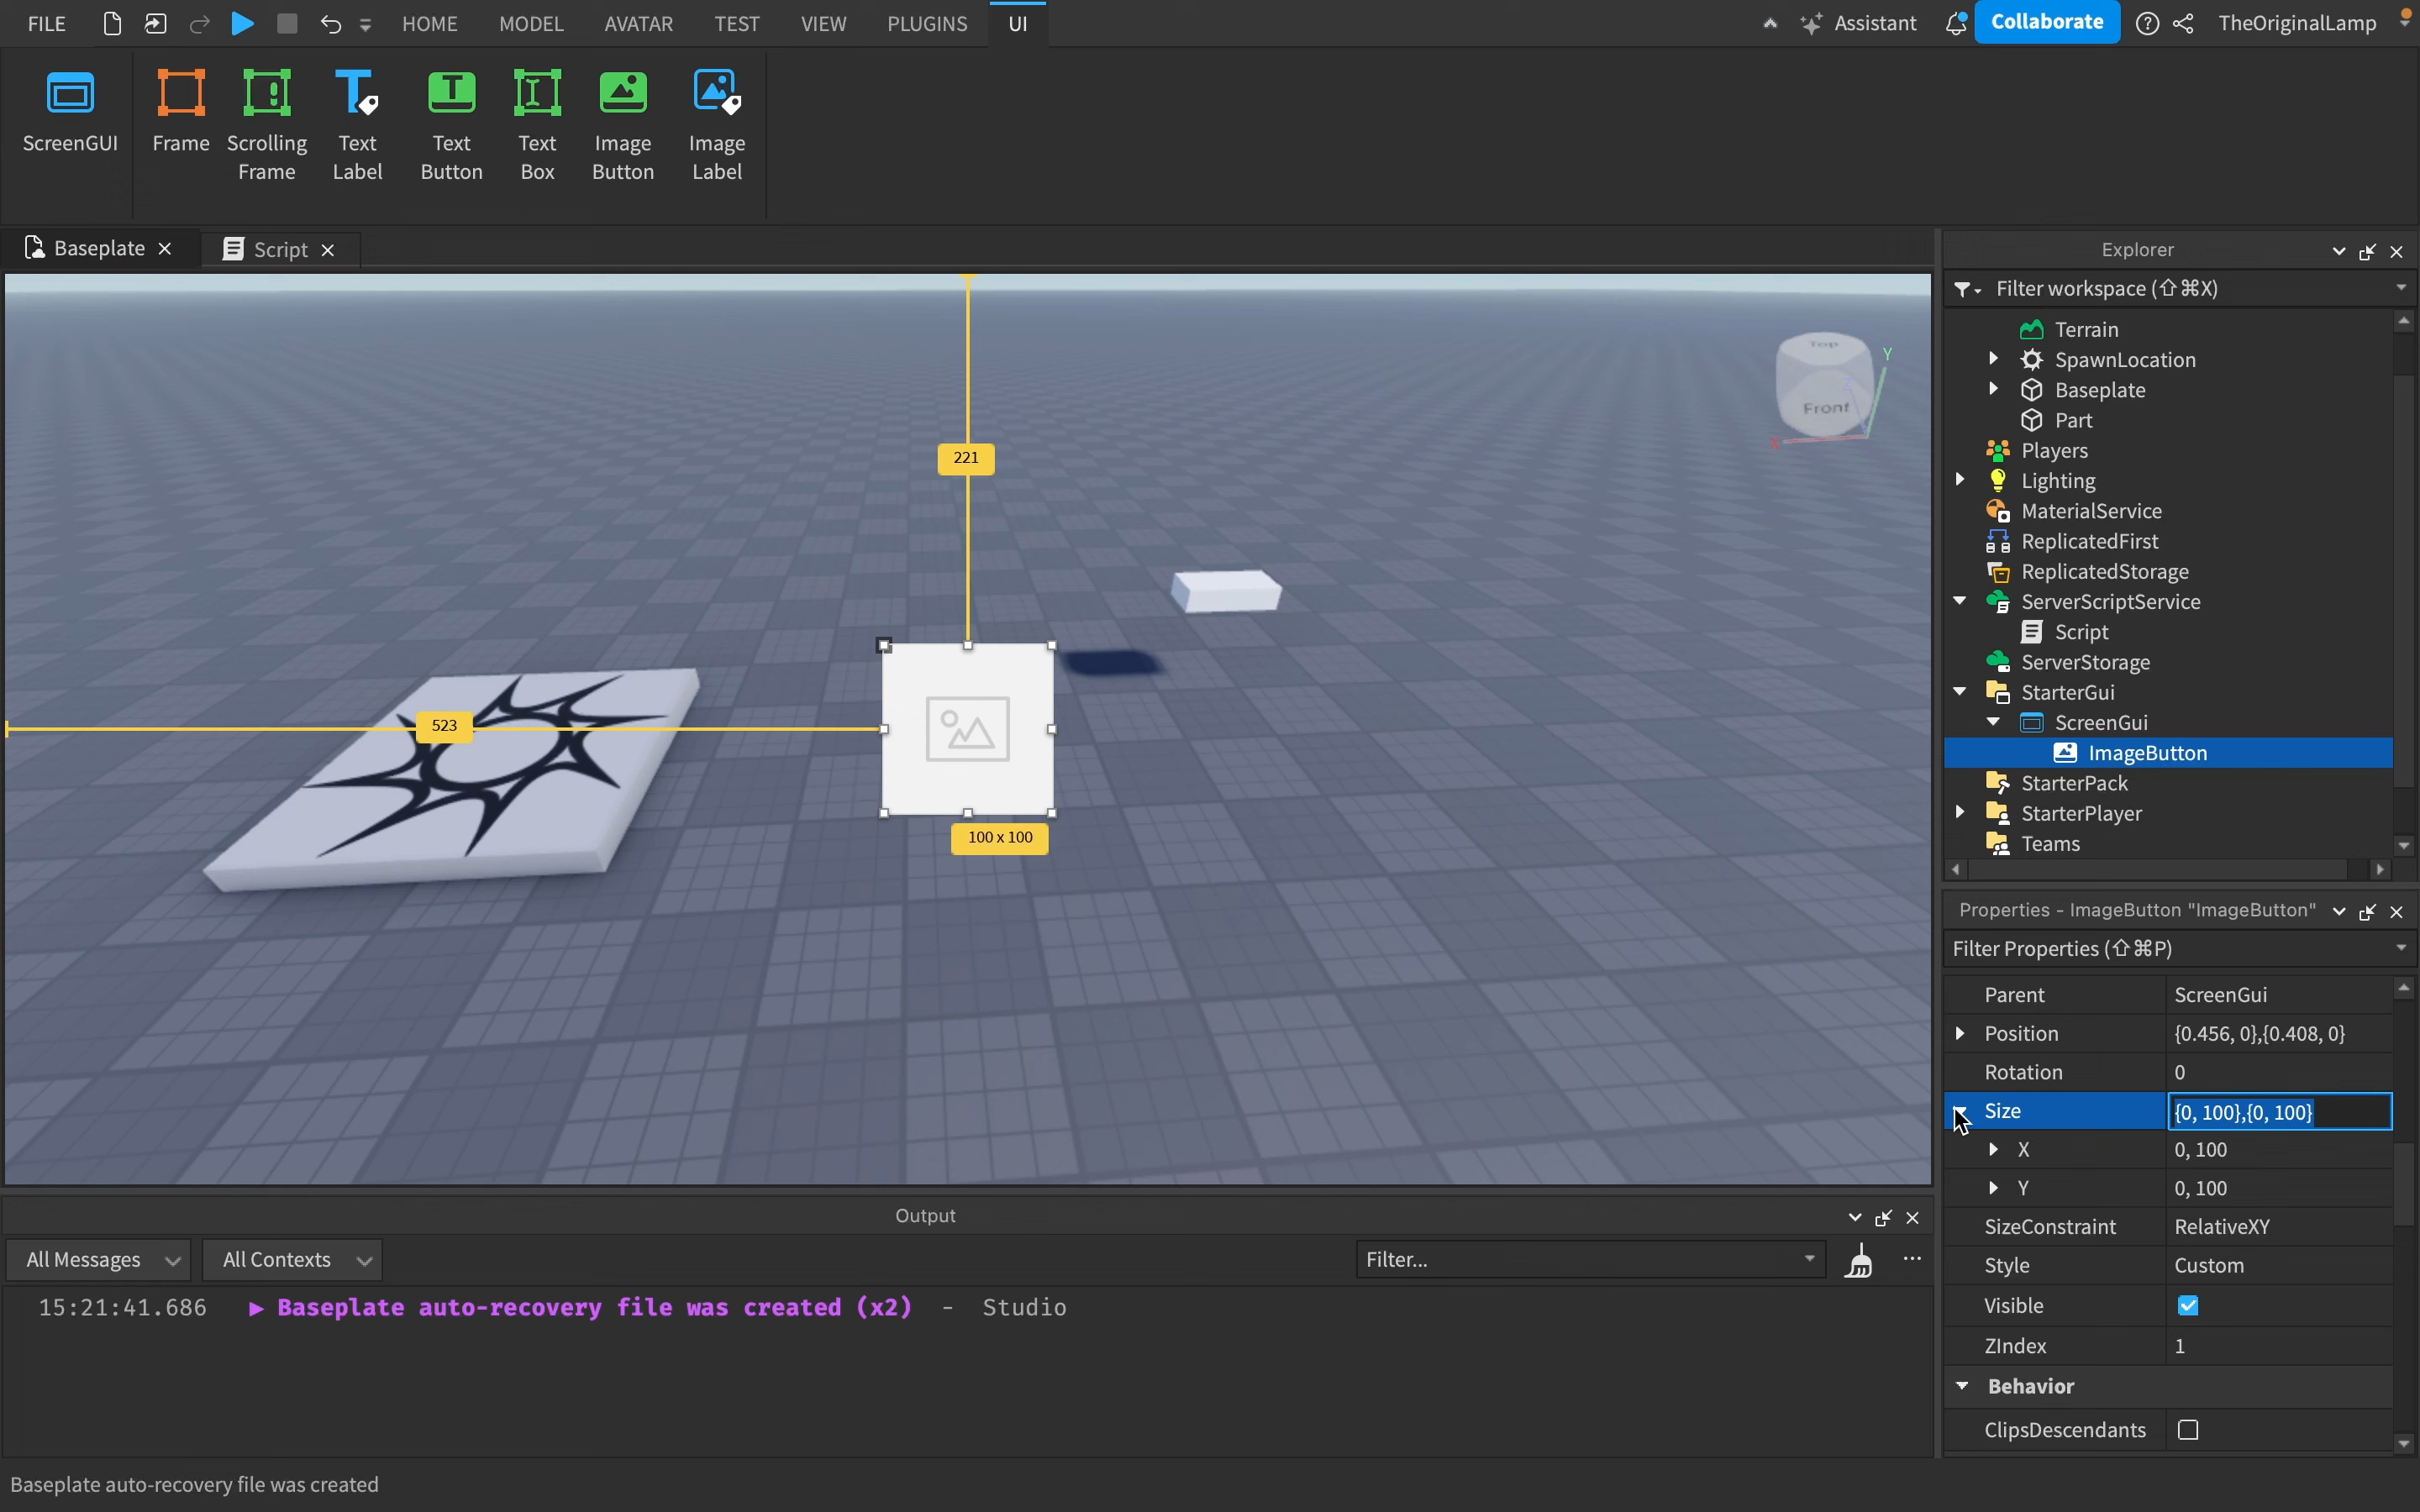 FILE HOME MODEL AVATAR TEST VIEW PLUGINS UI Assistant Collaborate TheOriginalLamp
ScreenGUI Frame Scrolling Frame Text Label Text Button Text Box Image Button Image Label
Baseplate Script
Top
Front
X
Y
221
523
100 x 100
Explorer
Filter workspace (⇧⌘X)
Terrain
SpawnLocation
Baseplate
Part
Players
Lighting
MaterialService
ReplicatedFirst
ReplicatedStorage
ServerScriptService
Script
ServerStorage
StarterGui
ScreenGui
ImageButton
StarterPack
StarterPlayer
Teams
Properties - ImageButton "ImageButton"
Filter Properties (⇧⌘P)
Parent ScreenGui
Position {0.456, 0},{0.408, 0}
Rotation 0
Size {0, 100},{0, 100}
X 0, 100
Y 0, 100
SizeConstraint RelativeXY
Style Custom
Visible
ZIndex 1
Behavior
ClipsDescendants
Output
All Messages All Contexts Filter...
15:21:41.686 ▶ Baseplate auto-recovery file was created (x2) - Studio
Baseplate auto-recovery file was created